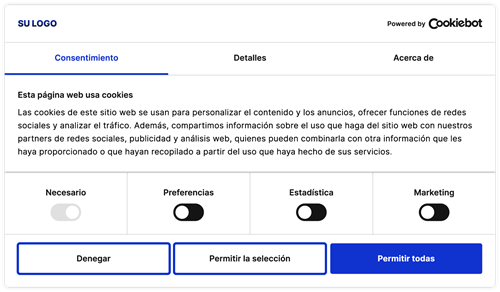 SU LOGO
Powered by Cookiebot
Consentimiento
Detalles
Acerca de
Esta página web usa cookies
Las cookies de este sitio web se usan para personalizar el contenido y los anuncios, ofrecer funciones de redes
sociales y analizar el tráfico. Además, compartimos información sobre el uso que haga del sitio web con nuestros
partners de redes sociales, publicidad y análisis web, quienes pueden combinarla con otra información que les
haya proporcionado o que hayan recopilado a partir del uso que haya hecho de sus servicios.
Necesario
Preferencias
Estadística
Marketing
Denegar
Permitir la selección
Permitir todas